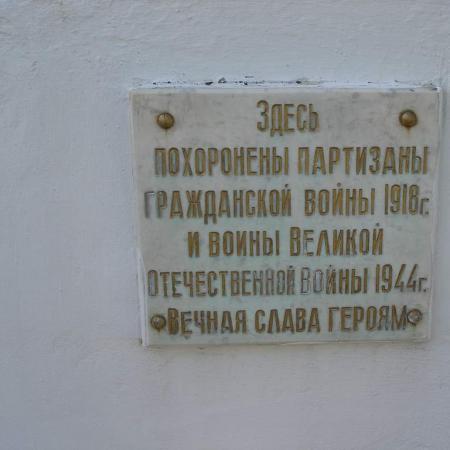 Здесь
похоронены партизаны
гражданской войны 1918г.
и воины Великой
Отечественной Войны 1944г.
Вечная слава героям